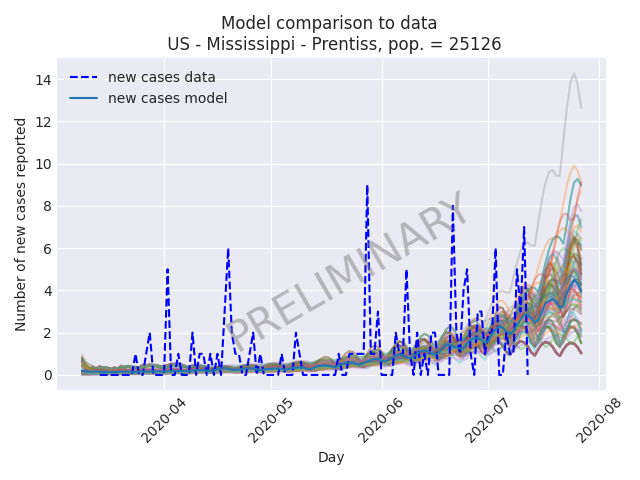 Model comparison to data
US - Mississippi - Prentiss, pop. = 25126
new cases data
new cases model
Number of new cases reported
14
12
10
8
6
4
2
0
PRELIMINARY
2020-04
2020-05
2020-06
2020-07
2020-08
Day